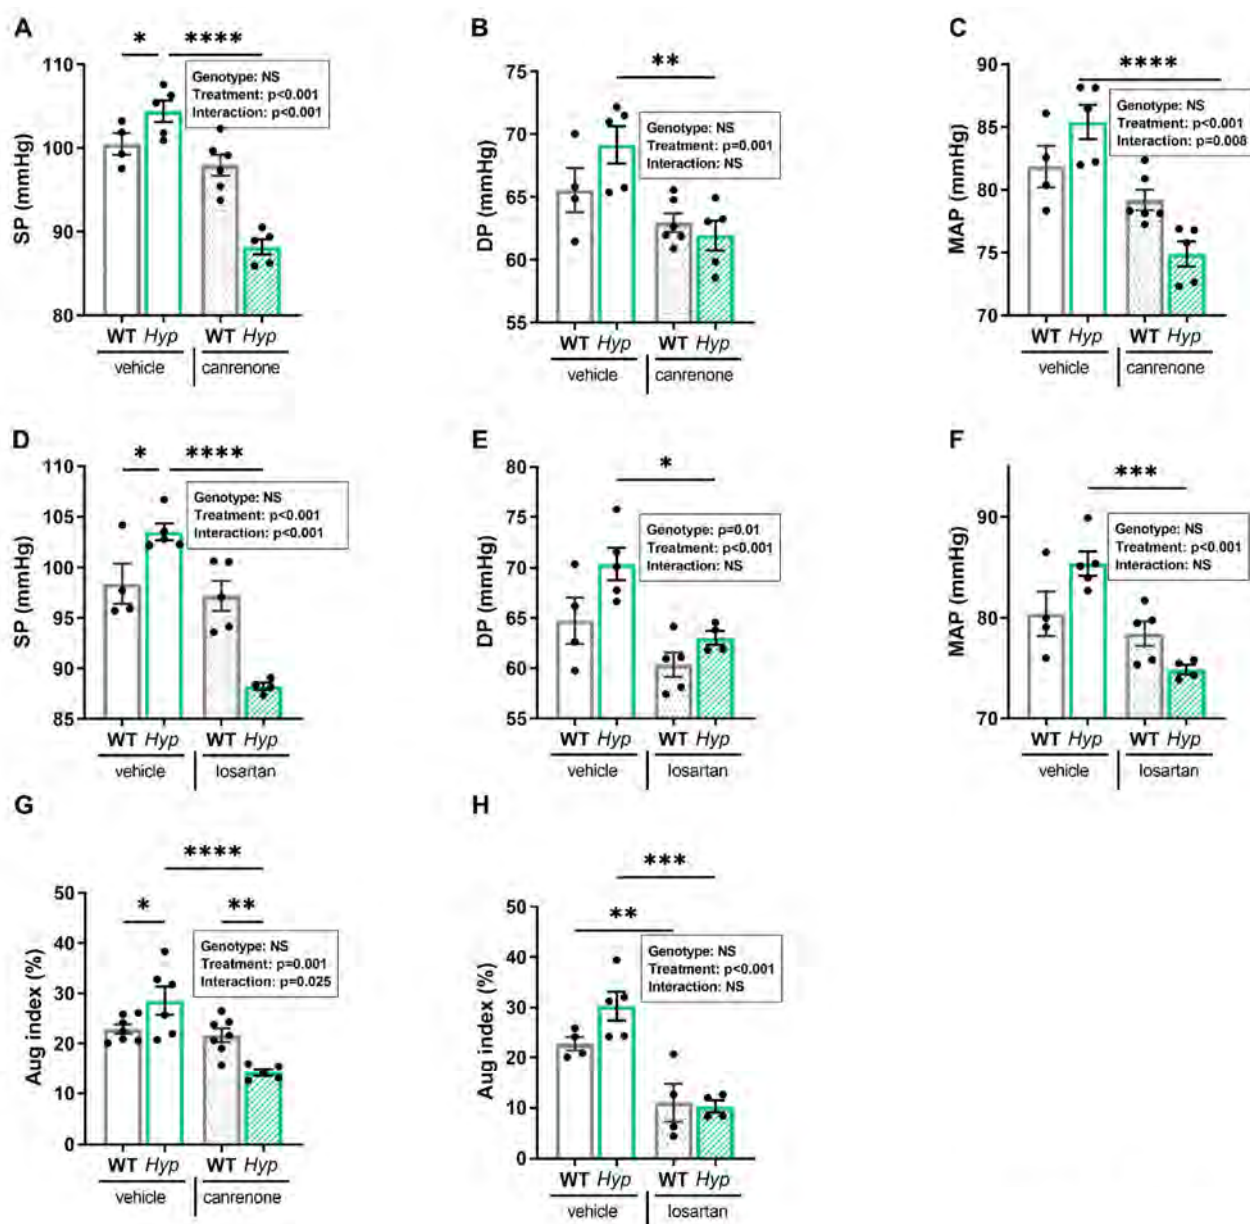 A
* ****
SP (mmHg)
110
100
90
80
Genotype: NS
Treatment: p<0.001
Interaction: p<0.001
WT Hyp WT Hyp
vehicle canrenone
B
**
DP (mmHg)
75
70
65
60
55
Genotype: NS
Treatment: p=0.001
Interaction: NS
WT Hyp WT Hyp
vehicle canrenone
C
****
MAP (mmHg)
90
85
80
75
70
Genotype: NS
Treatment: p<0.001
Interaction: p=0.008
WT Hyp WT Hyp
vehicle canrenone
D
* ****
SP (mmHg)
110
105
100
95
90
85
Genotype: NS
Treatment: p<0.001
Interaction: p<0.001
WT Hyp WT Hyp
vehicle losartan
E
*
DP (mmHg)
80
75
70
65
60
55
Genotype: p=0.01
Treatment: p<0.001
Interaction: NS
WT Hyp WT Hyp
vehicle losartan
F
***
MAP (mmHg)
90
80
70
Genotype: NS
Treatment: p<0.001
Interaction: NS
WT Hyp WT Hyp
vehicle losartan
G
****
* **
Aug index (%)
50
40
30
20
10
0
Genotype: NS
Treatment: p=0.001
Interaction: p=0.025
WT Hyp WT Hyp
vehicle canrenone
H
***
**
Aug index (%)
50
40
30
20
10
0
Genotype: NS
Treatment: p<0.001
Interaction: NS
WT Hyp WT Hyp
vehicle losartan